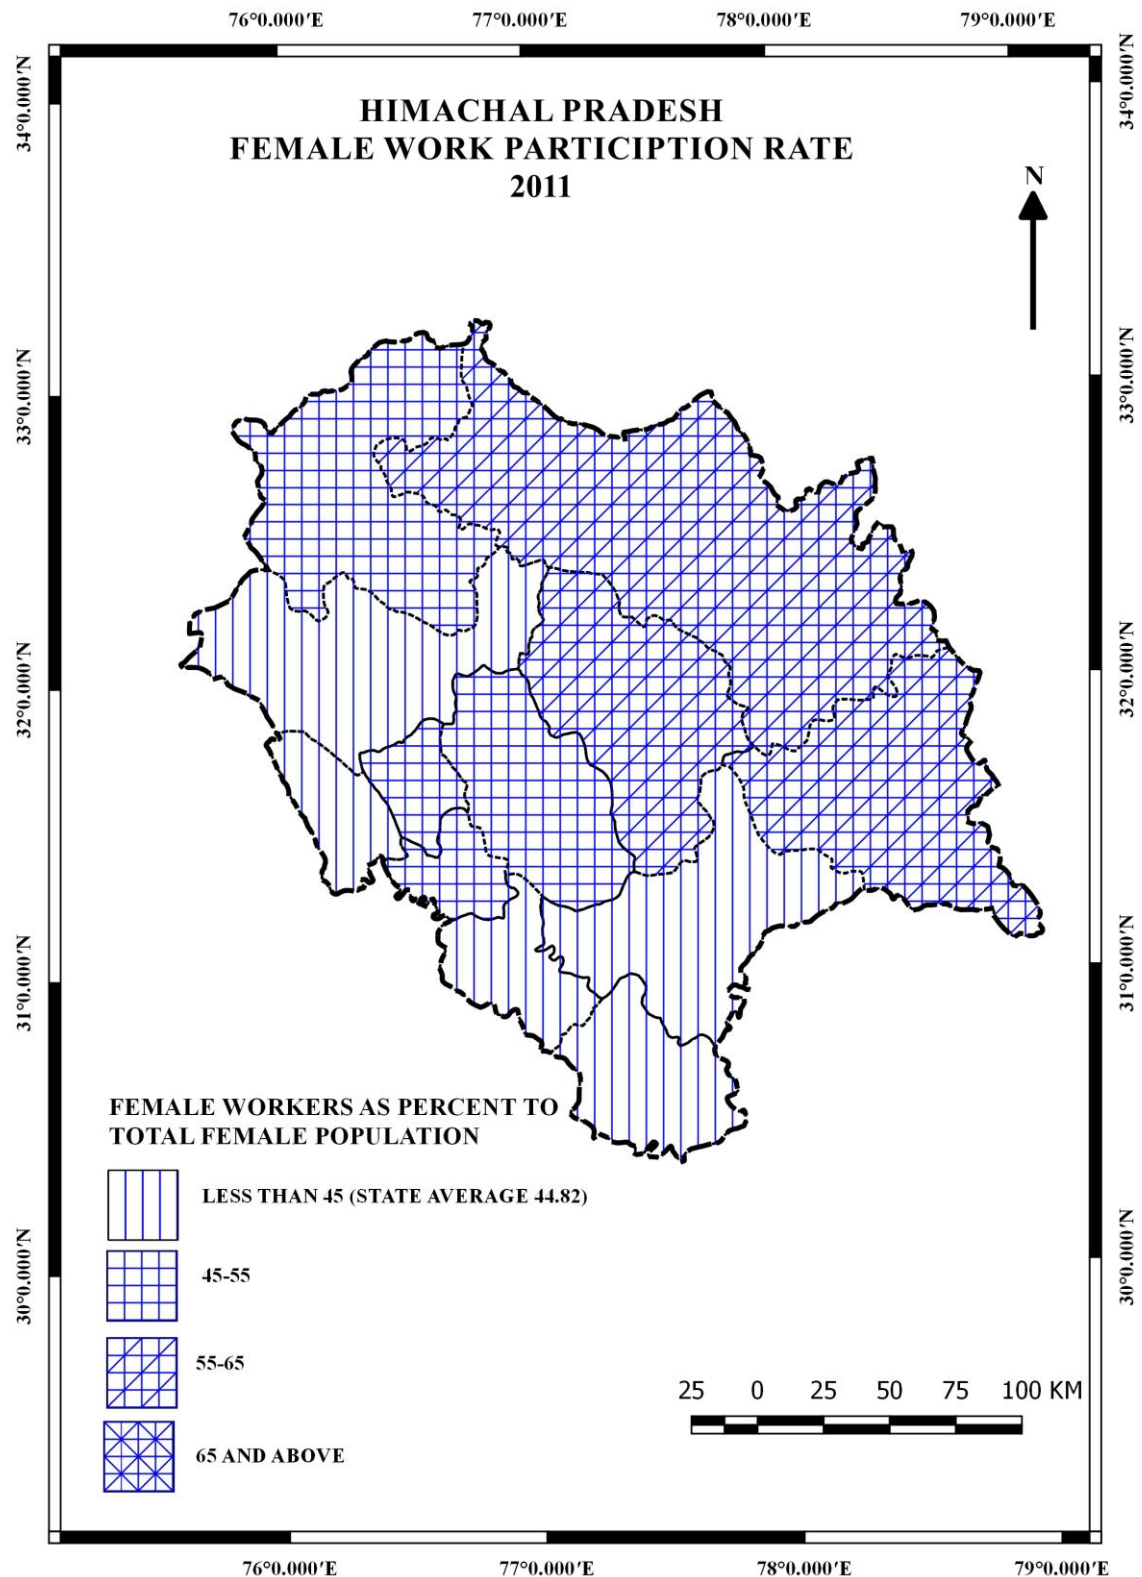 76°0.000′E 77°0.000′E 78°0.000′E 79°0.000′E
34°0.000′N 34°0.000′N
HIMACHAL PRADESH
FEMALE WORK PARTICIPTION RATE
2011
N
33°0.000′N 33°0.000′N
32°0.000′N 32°0.000′N
31°0.000′N 31°0.000′N
FEMALE WORKERS AS PERCENT TO
TOTAL FEMALE POPULATION
LESS THAN 45 (STATE AVERAGE 44.82)
45-55
30°0.000′N 30°0.000′N
55-65
25 0 25 50 75 100 KM
65 AND ABOVE
76°0.000′E 77°0.000′E 78°0.000′E 79°0.000′E